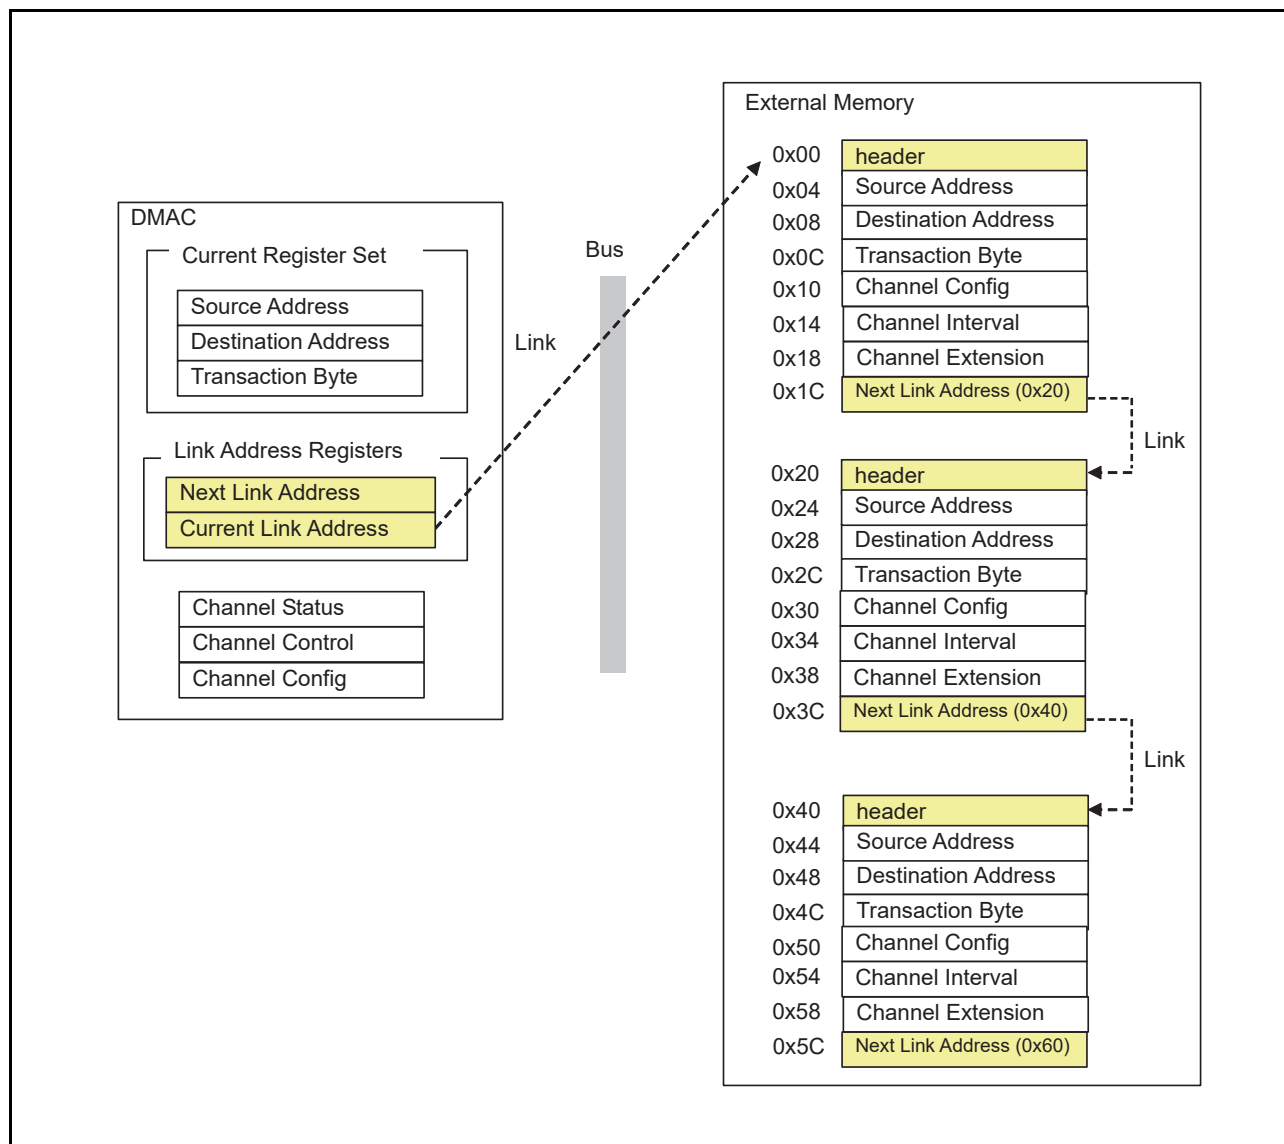 DMAC
Current Register Set
Source Address
Destination Address
Transaction Byte
Link Address Registers
Next Link Address
Current Link Address
Channel Status
Channel Control
Channel Config
Link
Bus
External Memory
0x00 header
0x04 Source Address
0x08 Destination Address
0x0C Transaction Byte
0x10 Channel Config
0x14 Channel Interval
0x18 Channel Extension
0x1C Next Link Address (0x20)
Link
0x20 header
0x24 Source Address
0x28 Destination Address
0x2C Transaction Byte
0x30 Channel Config
0x34 Channel Interval
0x38 Channel Extension
0x3C Next Link Address (0x40)
Link
0x40 header
0x44 Source Address
0x48 Destination Address
0x4C Transaction Byte
0x50 Channel Config
0x54 Channel Interval
0x58 Channel Extension
0x5C Next Link Address (0x60)